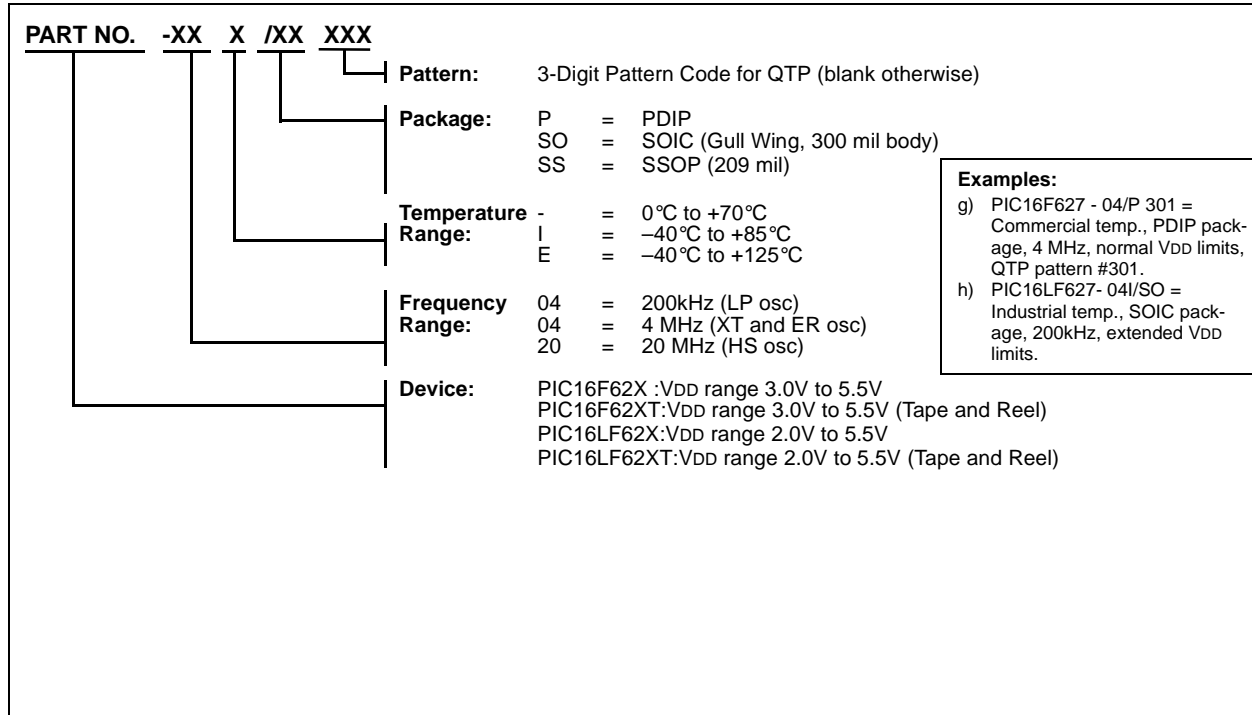 PART NO. -XX X /XX XXX
Pattern: 3-Digit Pattern Code for QTP (blank otherwise)
Package: P = PDIP
SO = SOIC (Gull Wing, 300 mil body)
SS = SSOP (209 mil)
Temperature - = 0°C to +70°C
Range: I = –40°C to +85°C
E = –40°C to +125°C
Frequency 04 = 200kHz (LP osc)
Range: 04 = 4 MHz (XT and ER osc)
20 = 20 MHz (HS osc)
Device: PIC16F62X :VDD range 3.0V to 5.5V
PIC16F62XT:VDD range 3.0V to 5.5V (Tape and Reel)
PIC16LF62X:VDD range 2.0V to 5.5V
PIC16LF62XT:VDD range 2.0V to 5.5V (Tape and Reel)
Examples:
g) PIC16F627 - 04/P 301 =
Commercial temp., PDIP pack-
age, 4 MHz, normal VDD limits,
QTP pattern #301.
h) PIC16LF627- 04I/SO =
Industrial temp., SOIC pack-
age, 200kHz, extended VDD
limits.